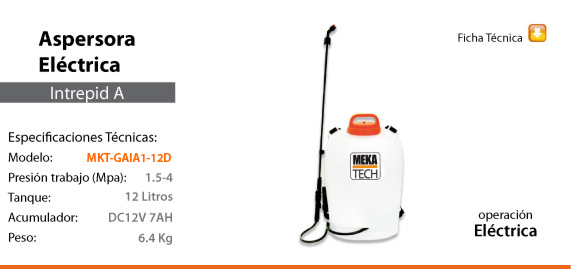 Aspersora
Eléctrica
Intrepid A
Ficha Técnica
Especificaciones Técnicas:
Modelo: MKT-GAIA1-12D
Presión trabajo (Mpa): 1.5-4
Tanque: 12 Litros
Acumulador: DC12V 7AH
Peso: 6.4 Kg
MEKA
TECH
operación
Eléctrica